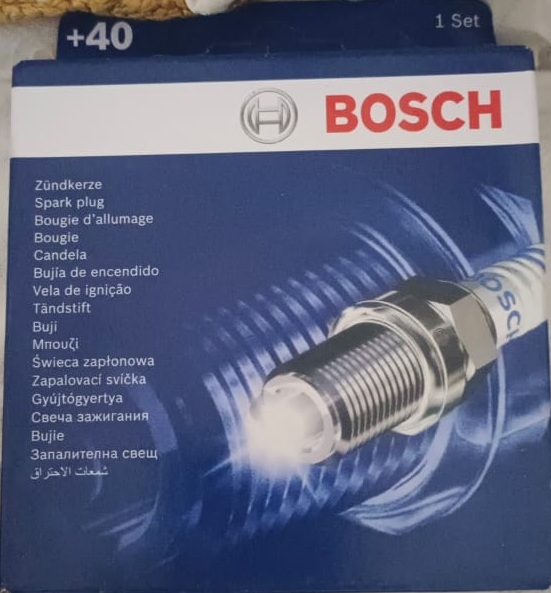 +40
1 Set
BOSCH
Zündkerze
Spark plug
Bougie d'allumage
Bougie
Candela
Bujía de encendido
Vela de ignição
Tändstift
Buji
Μπουζί
Świeca zapłonowa
Zapalovací svíčka
Gyújtógyertya
Свеча зажигания
Bujie
Запалителна свещ
شمعات الاحتراق
BOSCH